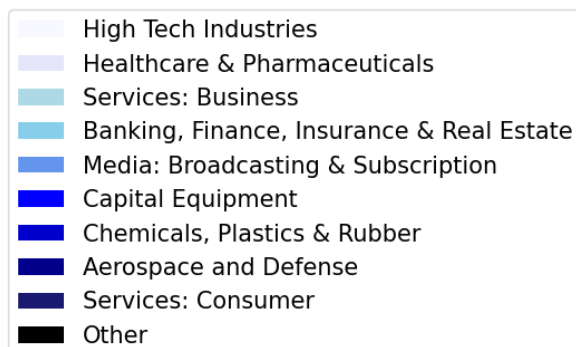 High Tech Industries
Healthcare & Pharmaceuticals
Services: Business
Banking, Finance, Insurance & Real Estate
Media: Broadcasting & Subscription
Capital Equipment
Chemicals, Plastics & Rubber
Aerospace and Defense
Services: Consumer
Other